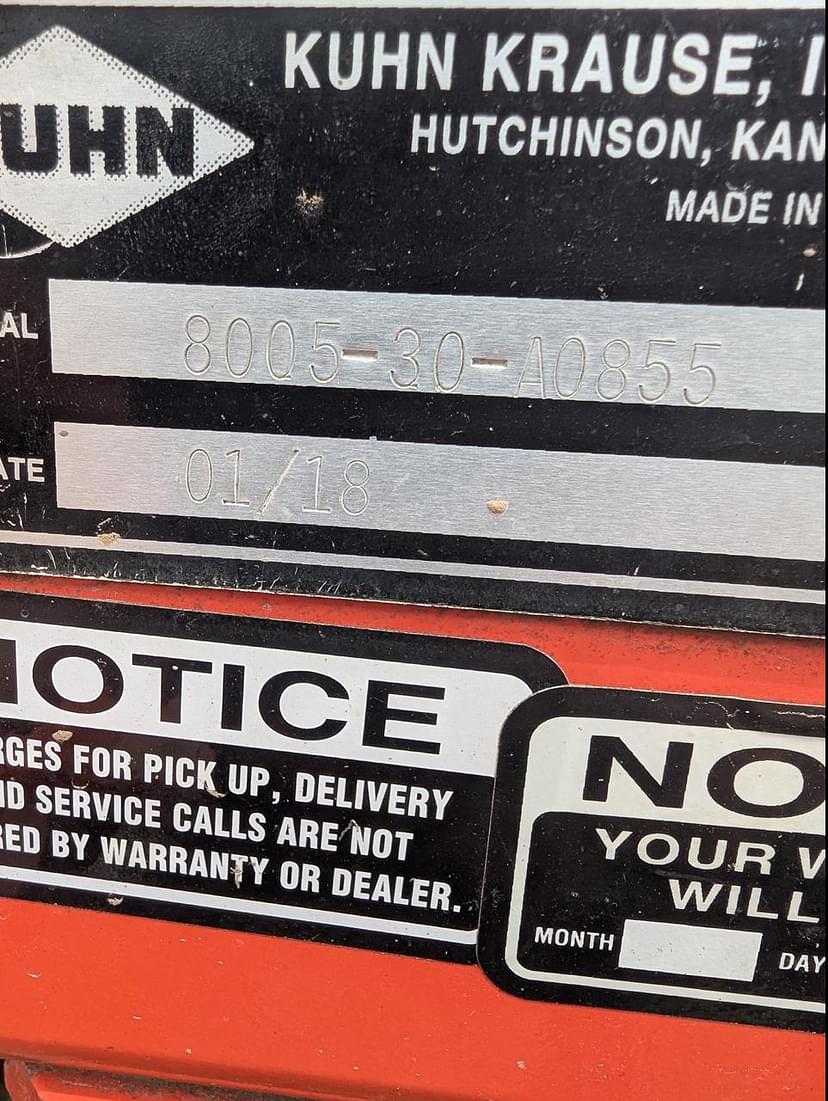 KUHN KRAUSE, I
HUTCHINSON, KAN
MADE IN
UHN
AL 8005-30-A0855
ATE 01/18
NOTICE
RGES FOR PICK UP, DELIVERY
ND SERVICE CALLS ARE NOT
RED BY WARRANTY OR DEALER.
NO
YOUR W
WILL
MONTH DAY